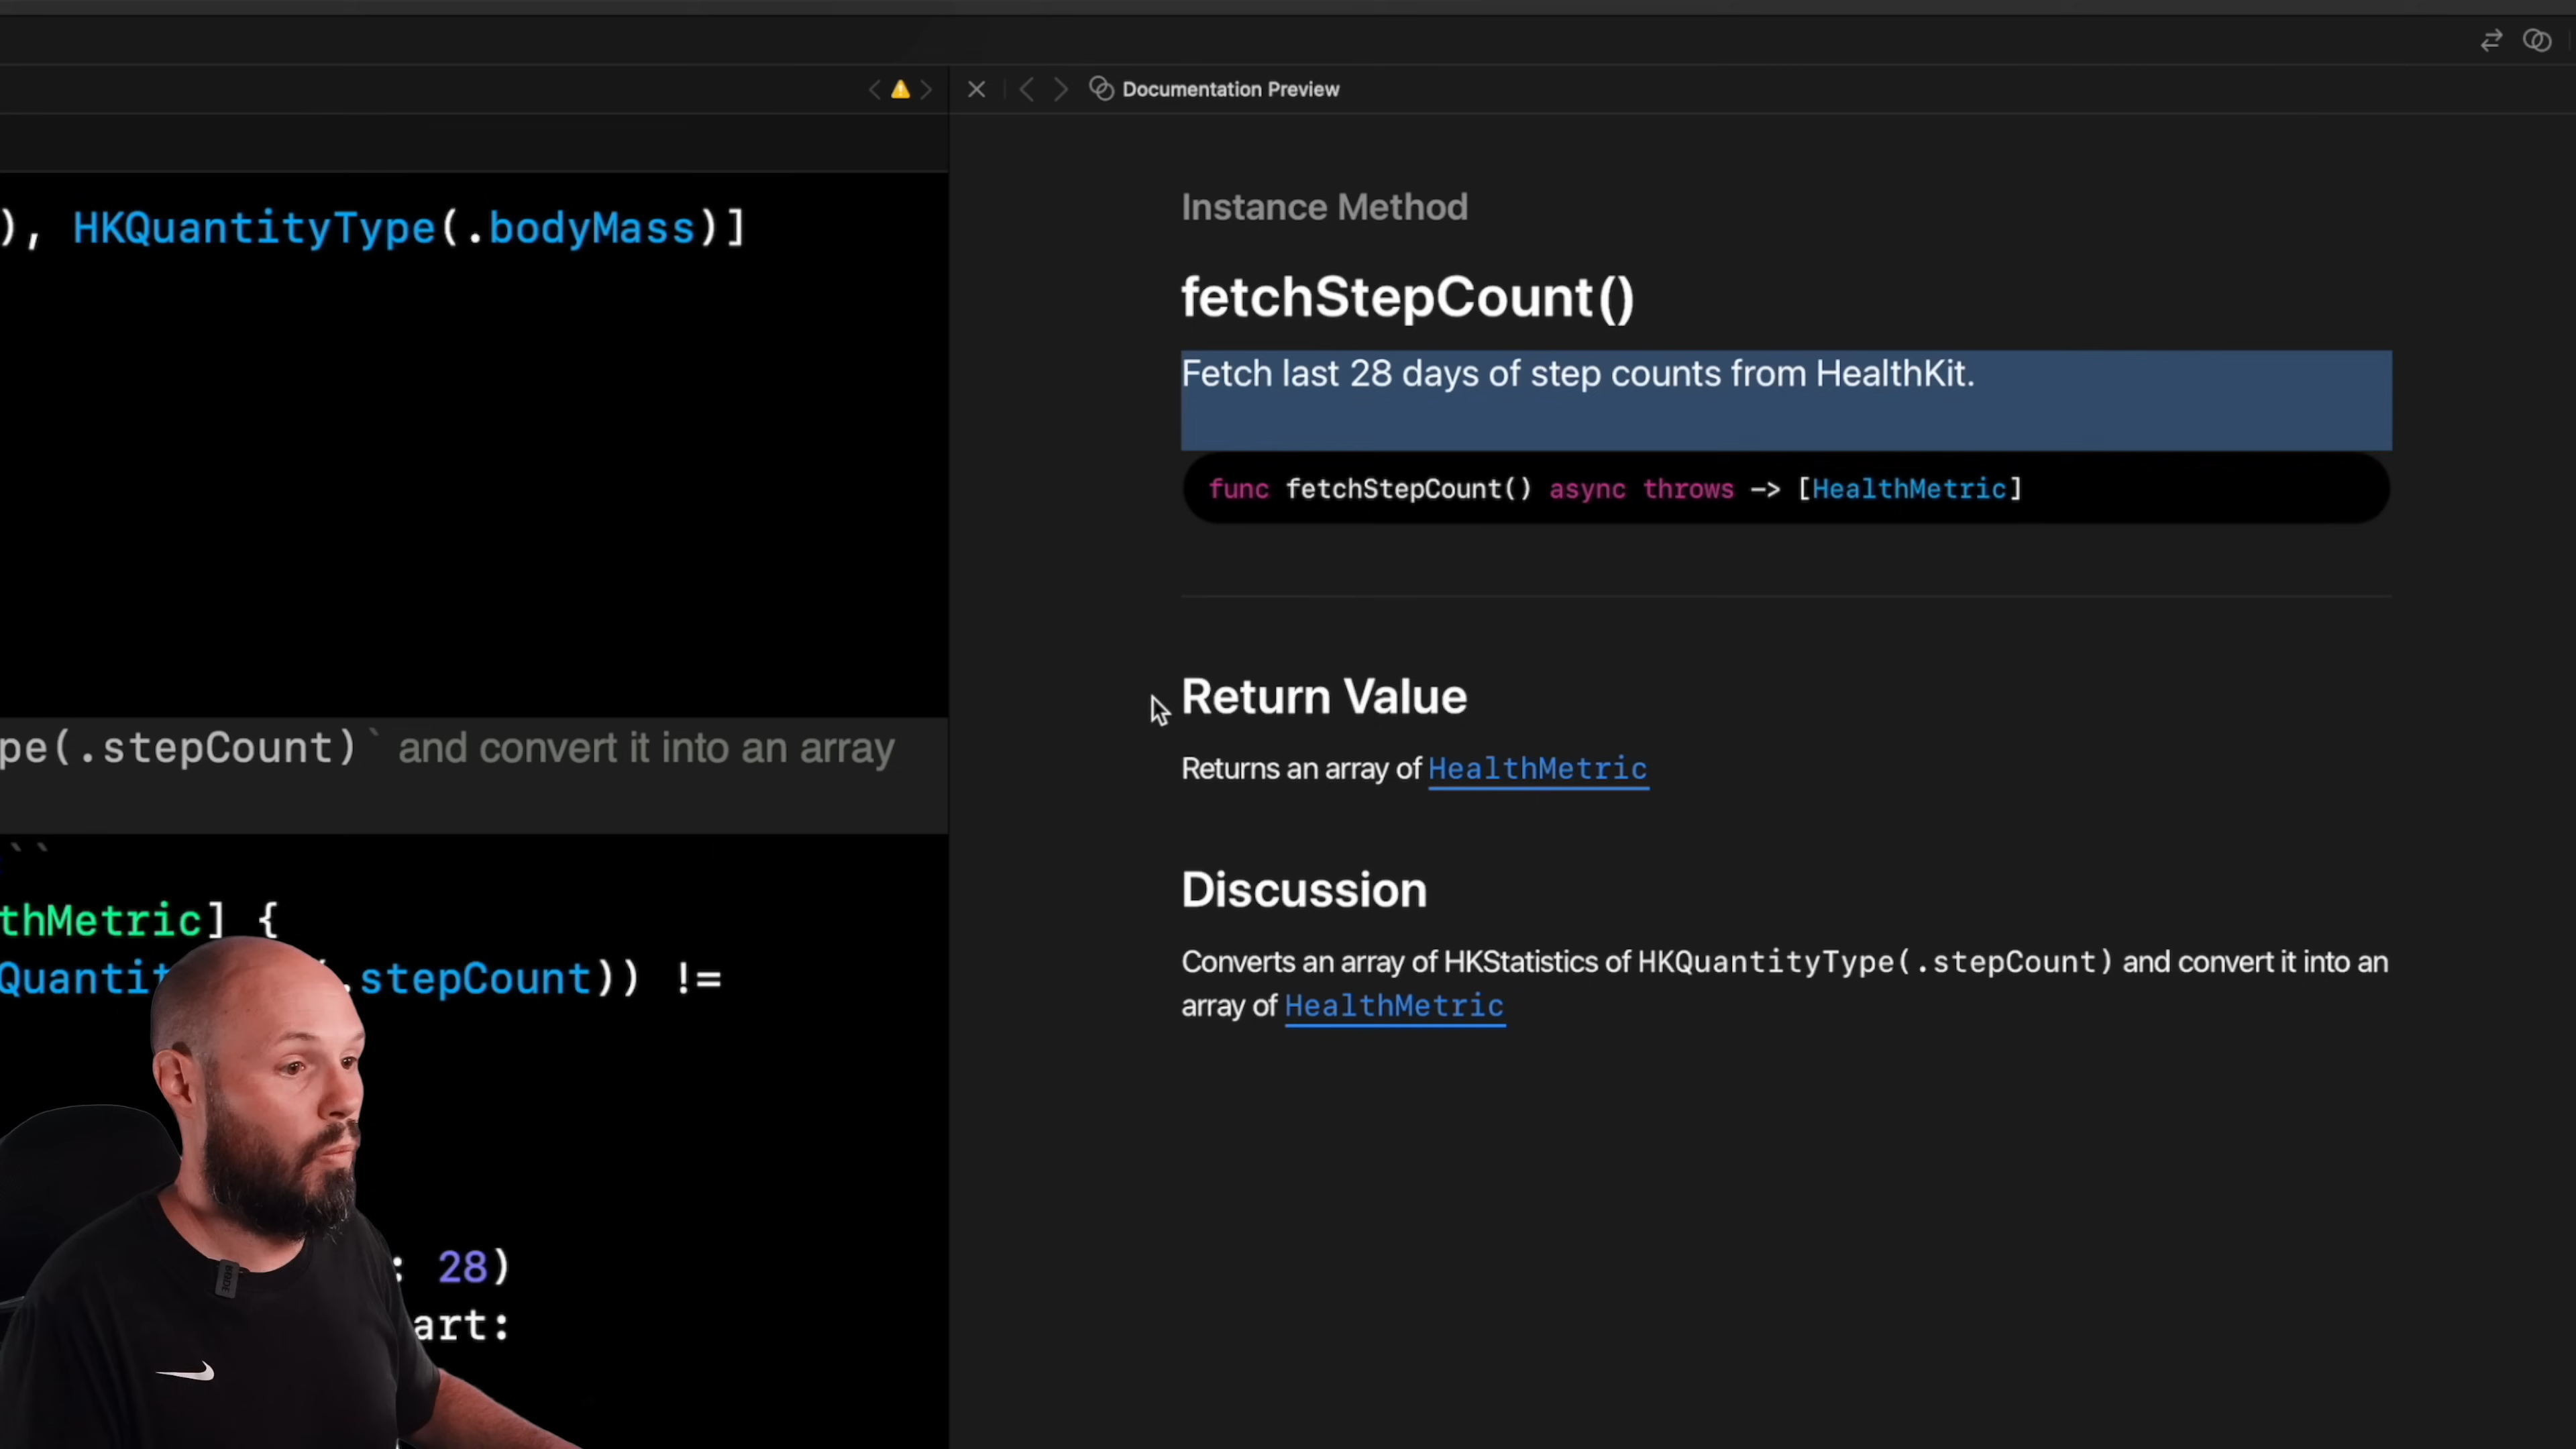 Documentation Preview
), HKQuantityType(.bodyMass)]
pe(.stepCount)` and convert it into an array
``
thMetric] {
.stepCount)) !=
: 28)
art:
Instance Method
fetchStepCount()
Fetch last 28 days of step counts from HealthKit.
func fetchStepCount() async throws -> [HealthMetric]
Return Value
Returns an array of HealthMetric
Discussion
Converts an array of HKStatistics of HKQuantityType(.stepCount) and convert it into an
array of HealthMetric